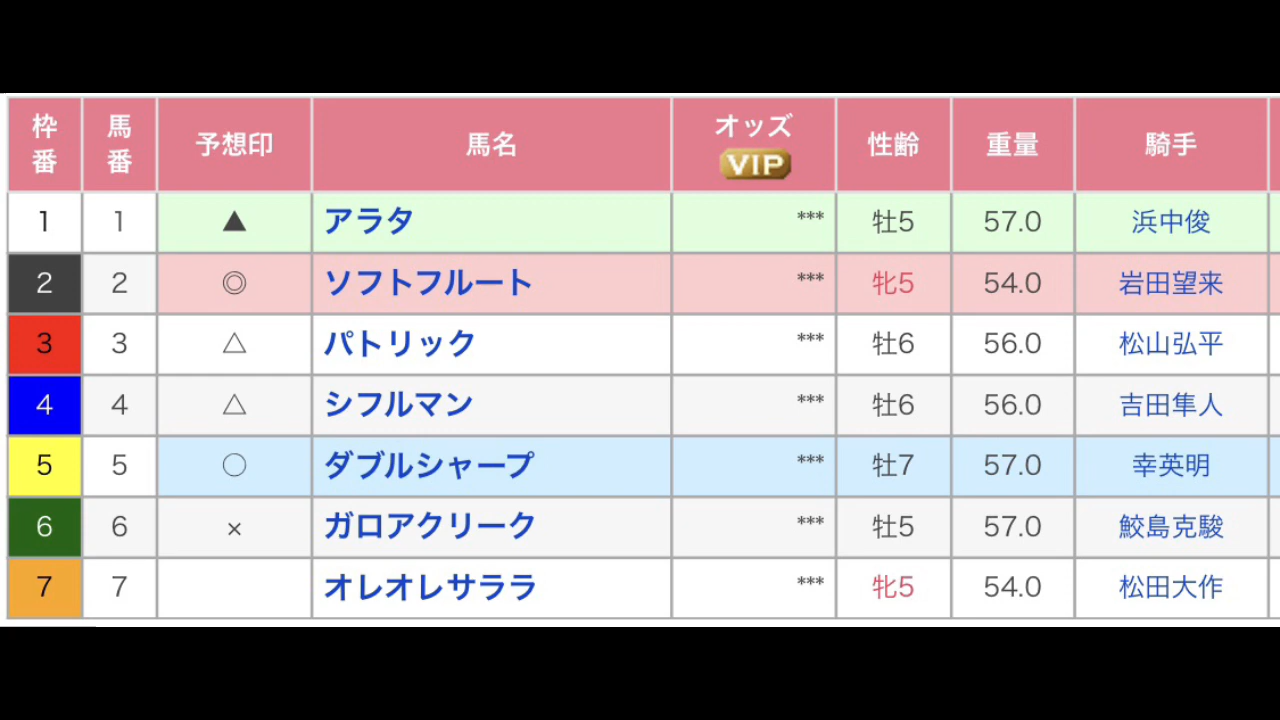 枠番 馬番 予想印 馬名 オッズ VIP 性齢 重量 騎手
1 1 ▲ アラタ *** 牡5 57.0 浜中俊
2 2 ◎ ソフトフルート *** 牝5 54.0 岩田望来
3 3 △ パトリック *** 牡6 56.0 松山弘平
4 4 △ シフルマン *** 牡6 56.0 吉田隼人
5 5 ○ ダブルシャープ *** 牡7 57.0 幸英明
6 6 × ガロアクリーク *** 牡5 57.0 鮫島克駿
7 7 オレオレサララ *** 牝5 54.0 松田大作